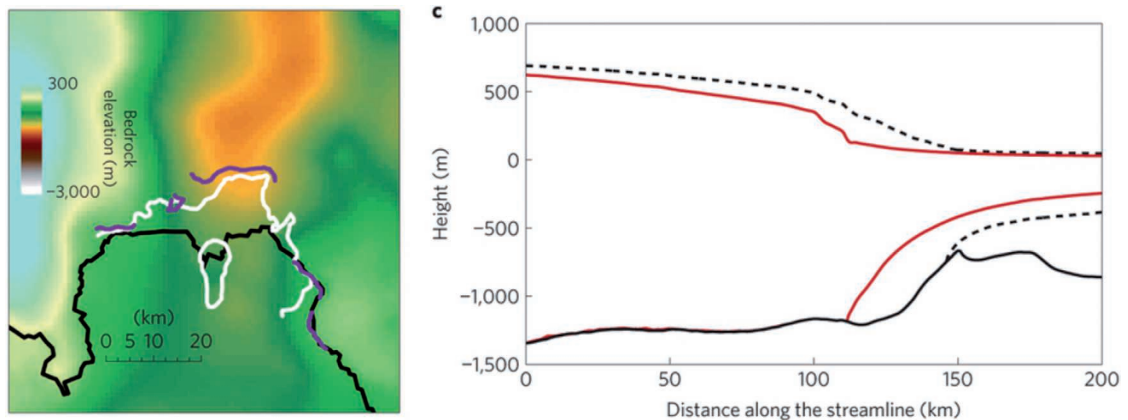 300
Bedrock
elevation (m)
−3,000
(km)
0 5 10 20
c
1,000
500
0
−500
−1,000
−1,500
Height (m)
0 50 100 150 200
Distance along the streamline (km)